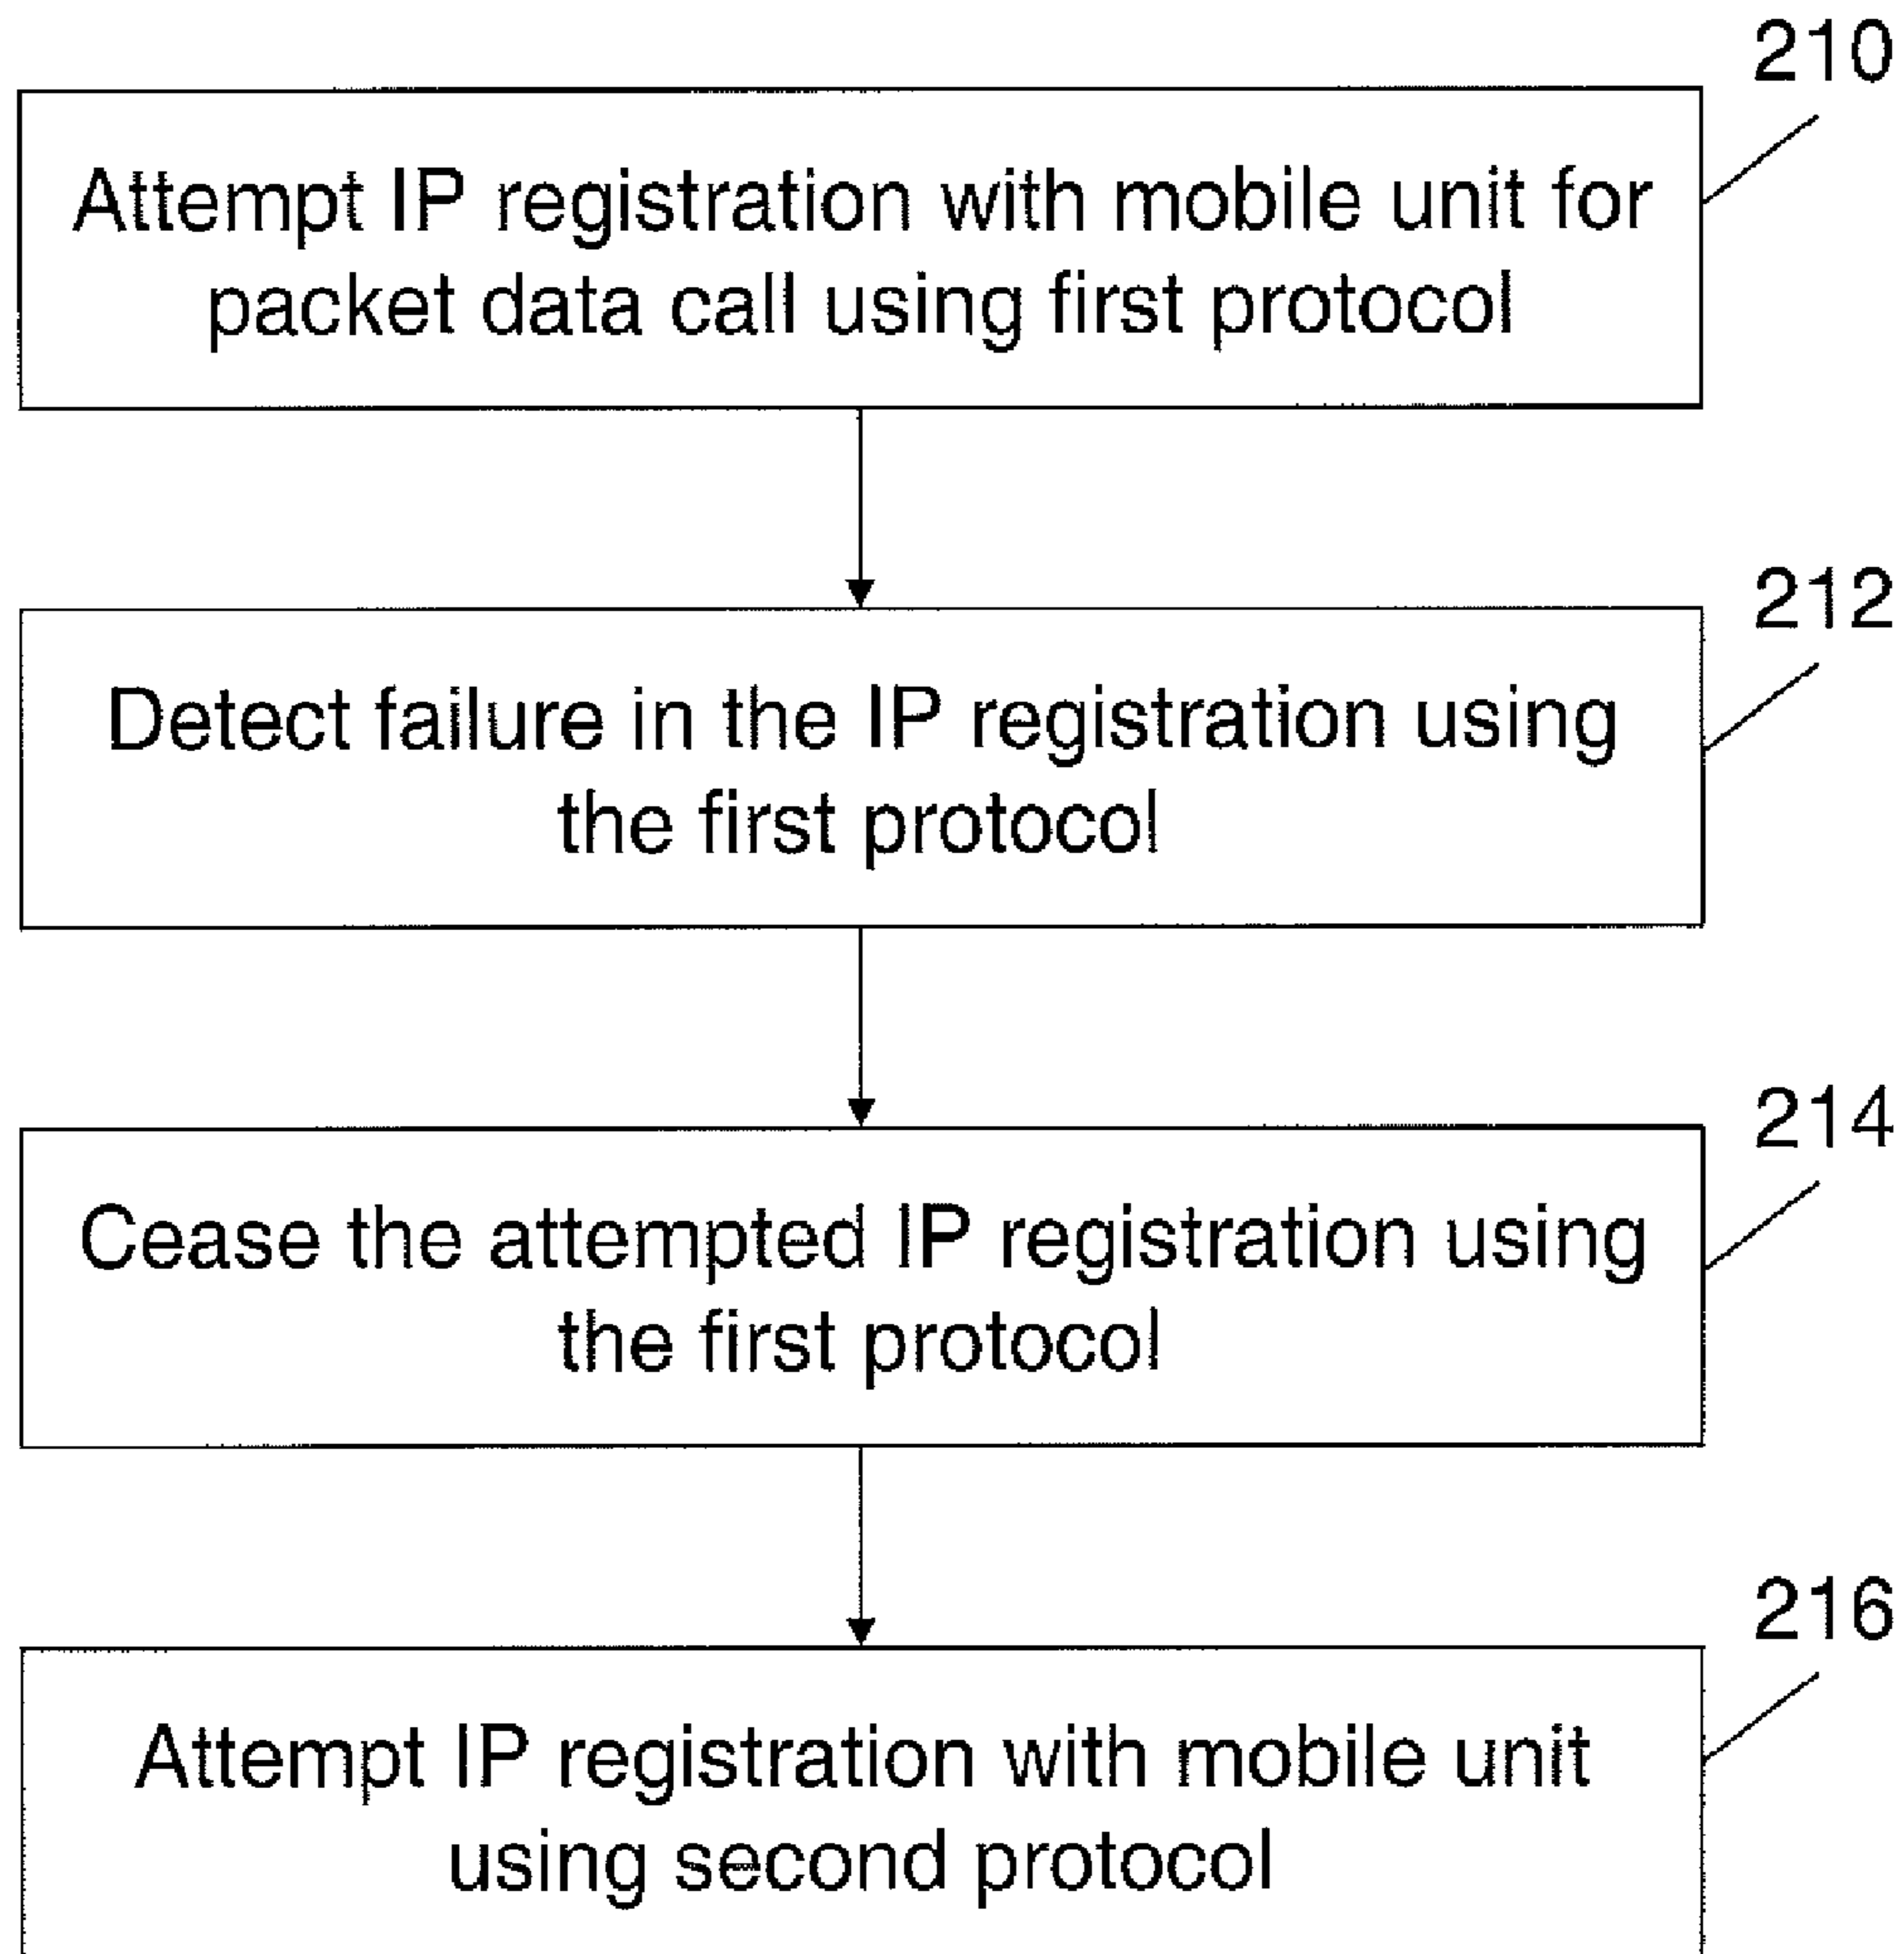 210
Attempt IP registration with mobile unit for
packet data call using first protocol
212
Detect failure in the IP registration using
the first protocol
214
Cease the attempted IP registration using
the first protocol
216
Attempt IP registration with mobile unit
using second protocol